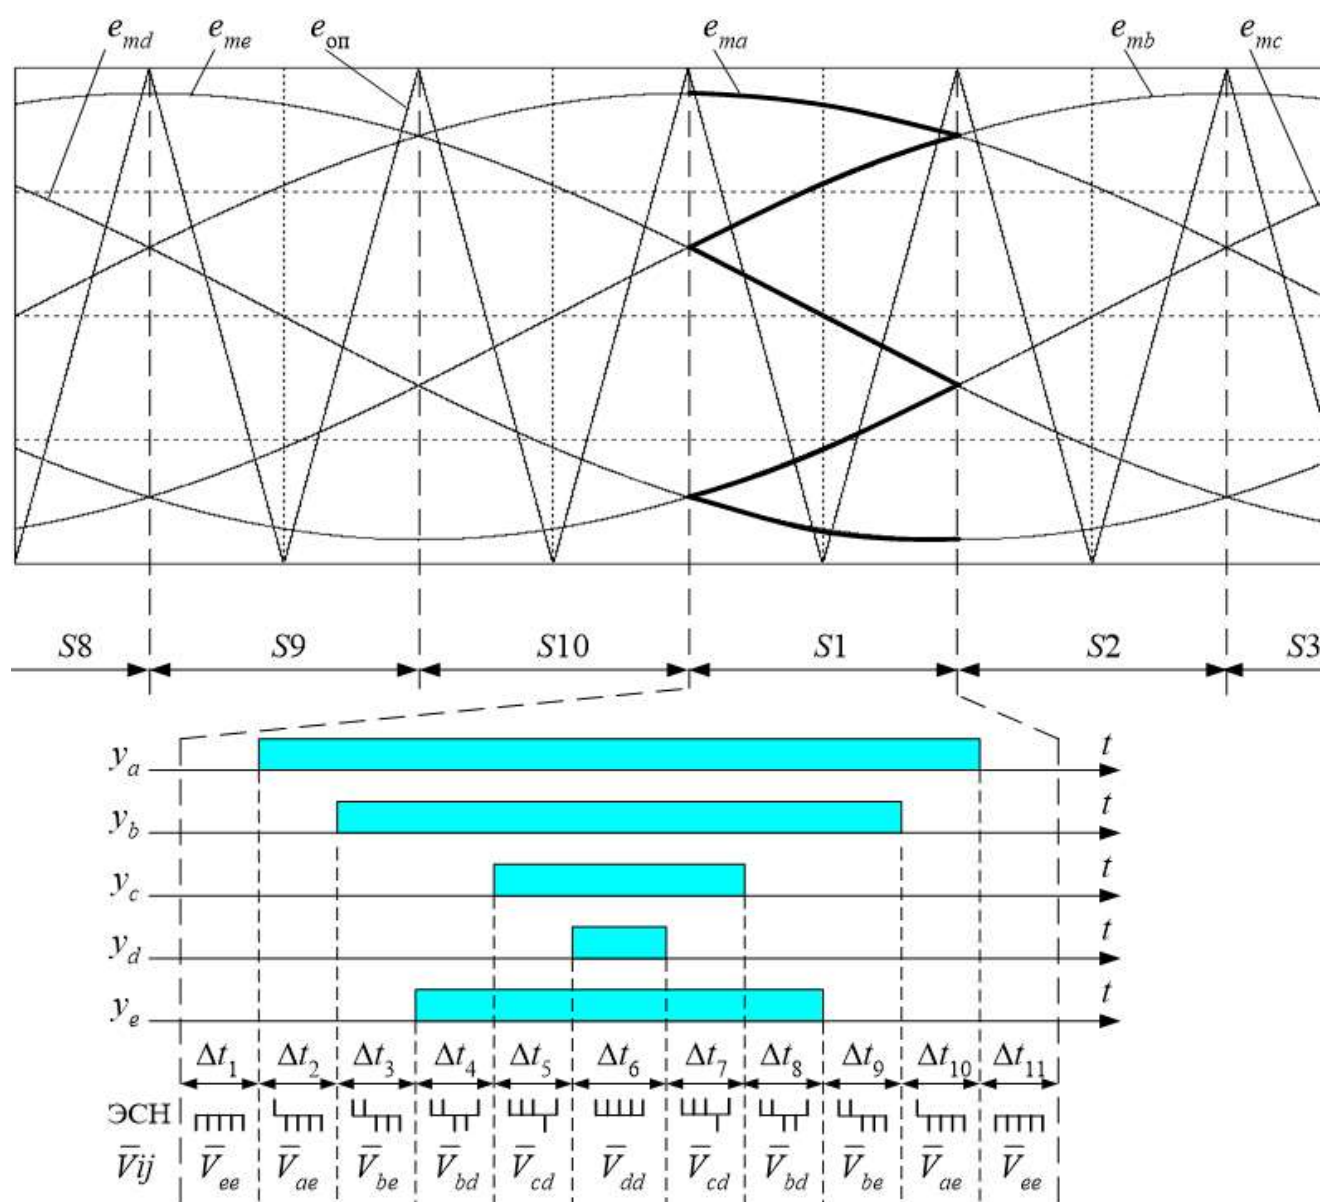 e_md e_me e_оп e_ma e_mb e_mc
S8 S9 S10 S1 S2 S3
y_a t
y_b t
y_c t
y_d t
y_e t
Δt_1 Δt_2 Δt_3 Δt_4 Δt_5 Δt_6 Δt_7 Δt_8 Δt_9 Δt_10 Δt_11
ЭСН
V̅ij V̅_ee V̅_ae V̅_be V̅_bd V̅_cd V̅_dd V̅_cd V̅_bd V̅_be V̅_ae V̅_ee